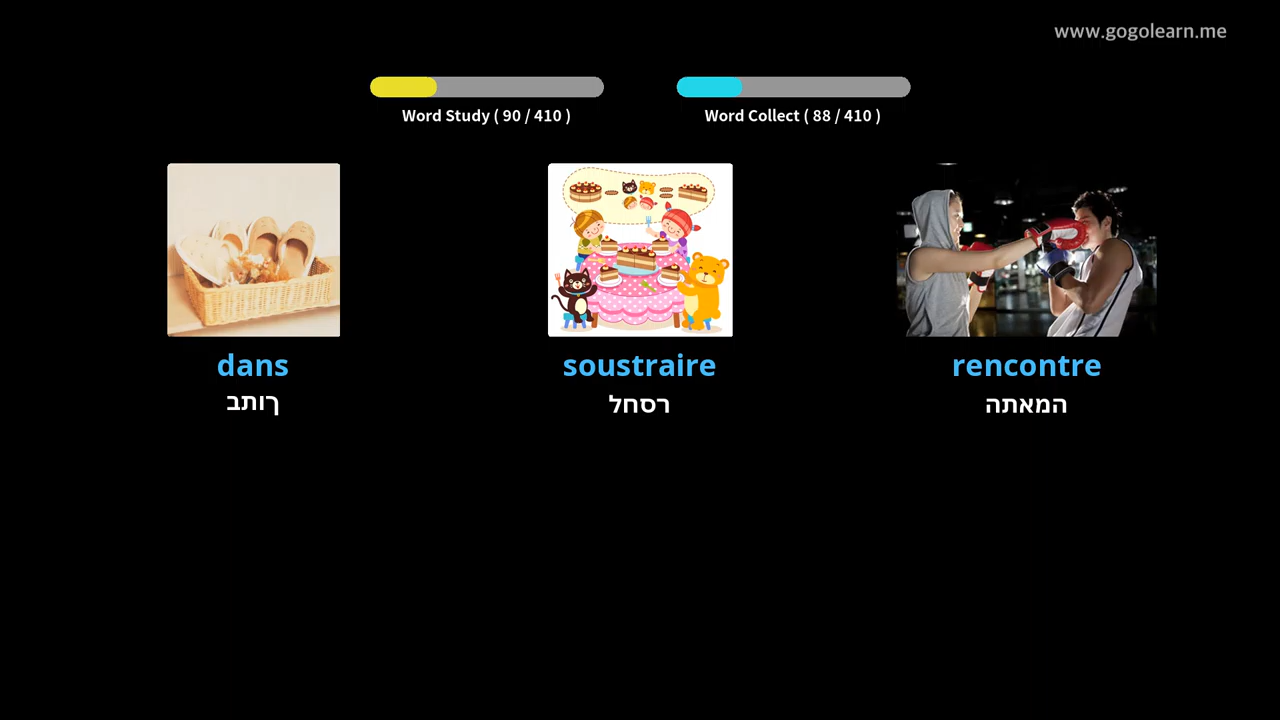 www.gogolearn.me
Word Study ( 90 / 410 )
Word Collect ( 88 / 410 )
dans
ךותב
soustraire
רסחל
rencontre
המאתה